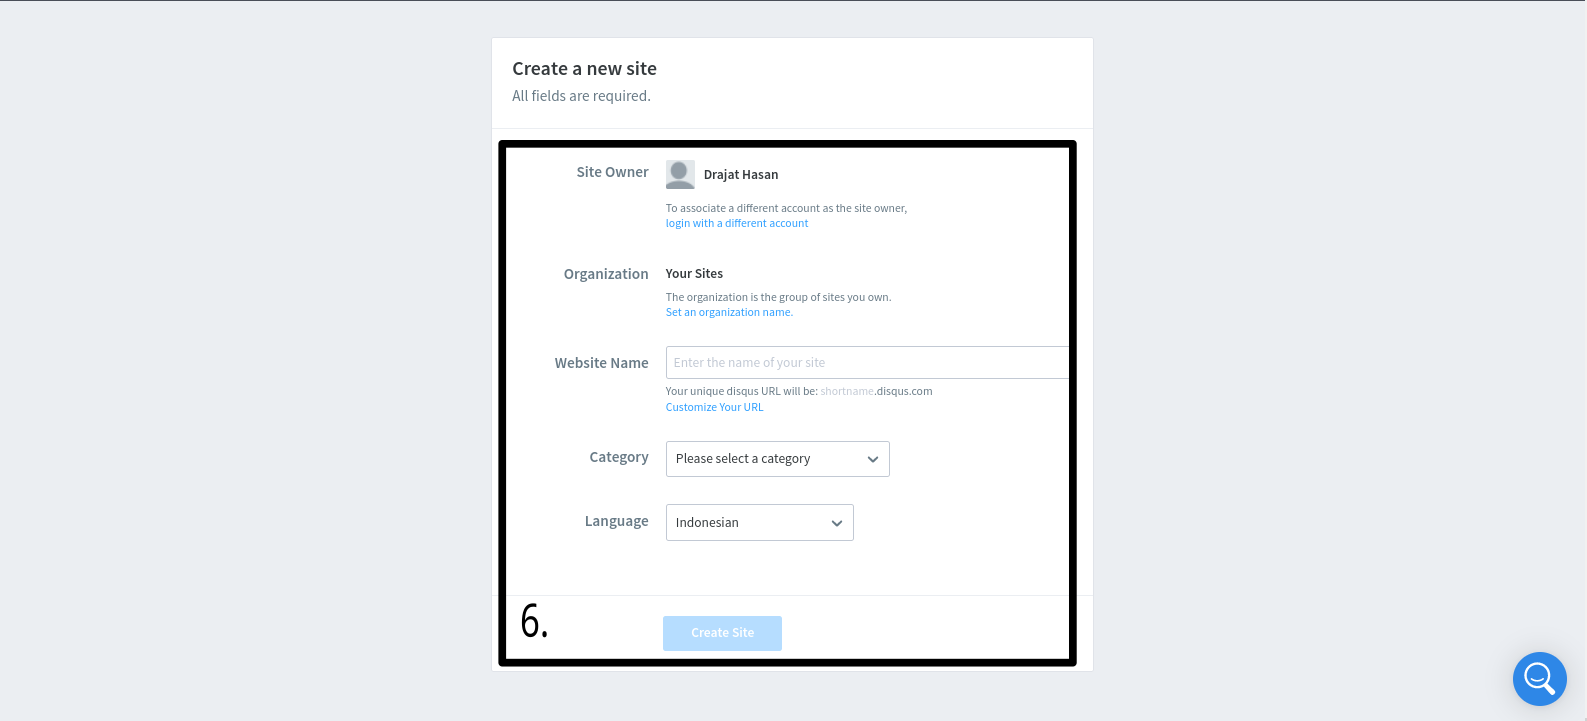 Create a new site
All fields are required.
Site Owner
Drajat Hasan
To associate a different account as the site owner,
login with a different account
Organization
Your Sites
The organization is the group of sites you own.
Set an organization name.
Website Name
Enter the name of your site
Your unique disqus URL will be: shortname.disqus.com
Customize Your URL
Category
Please select a category
Language
Indonesian
6.
Create Site